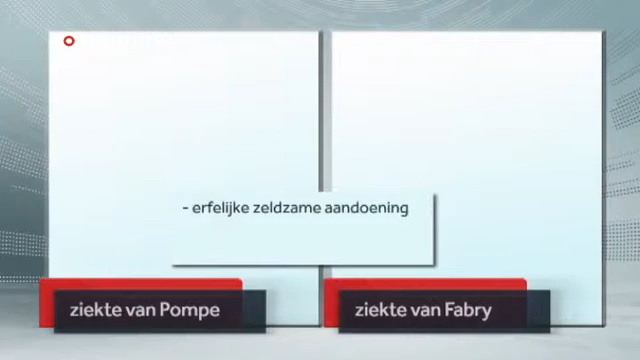 - erfelijke zeldzame aandoening
ziekte van Pompe
ziekte van Fabry